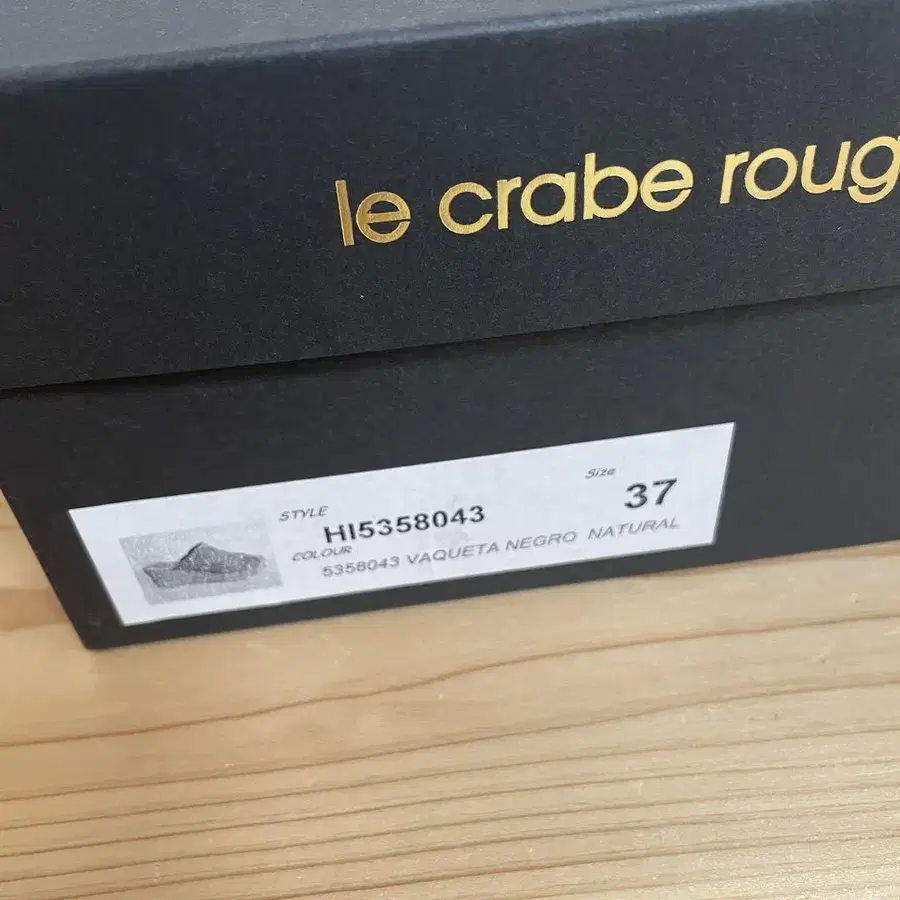 le crabe roug
STYLE
HI5358043
Size
37
COLOUR
5358043 VAQUETA NEGRO NATURAL